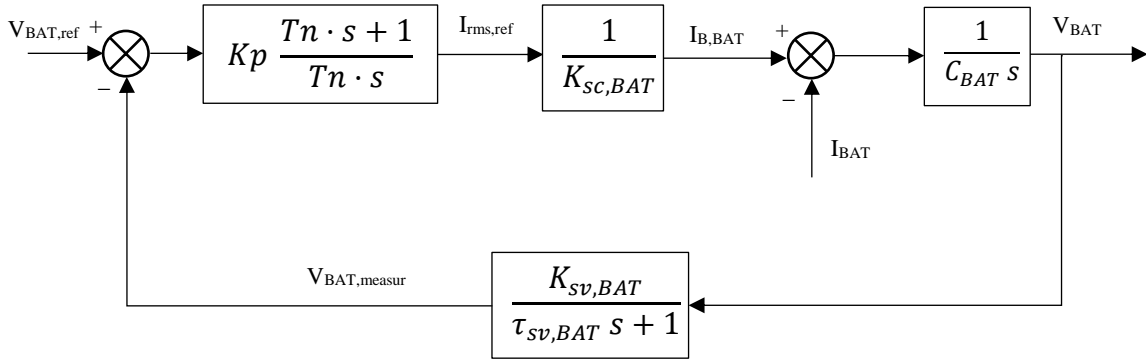 V_BAT,ref
+
−
Kp (Tn · s + 1) / (Tn · s)
I_rms,ref
1 / K_sc,BAT
I_B,BAT
+
−
I_BAT
1 / (C_BAT s)
V_BAT
V_BAT,measur
K_sv,BAT / (τ_sv,BAT s + 1)